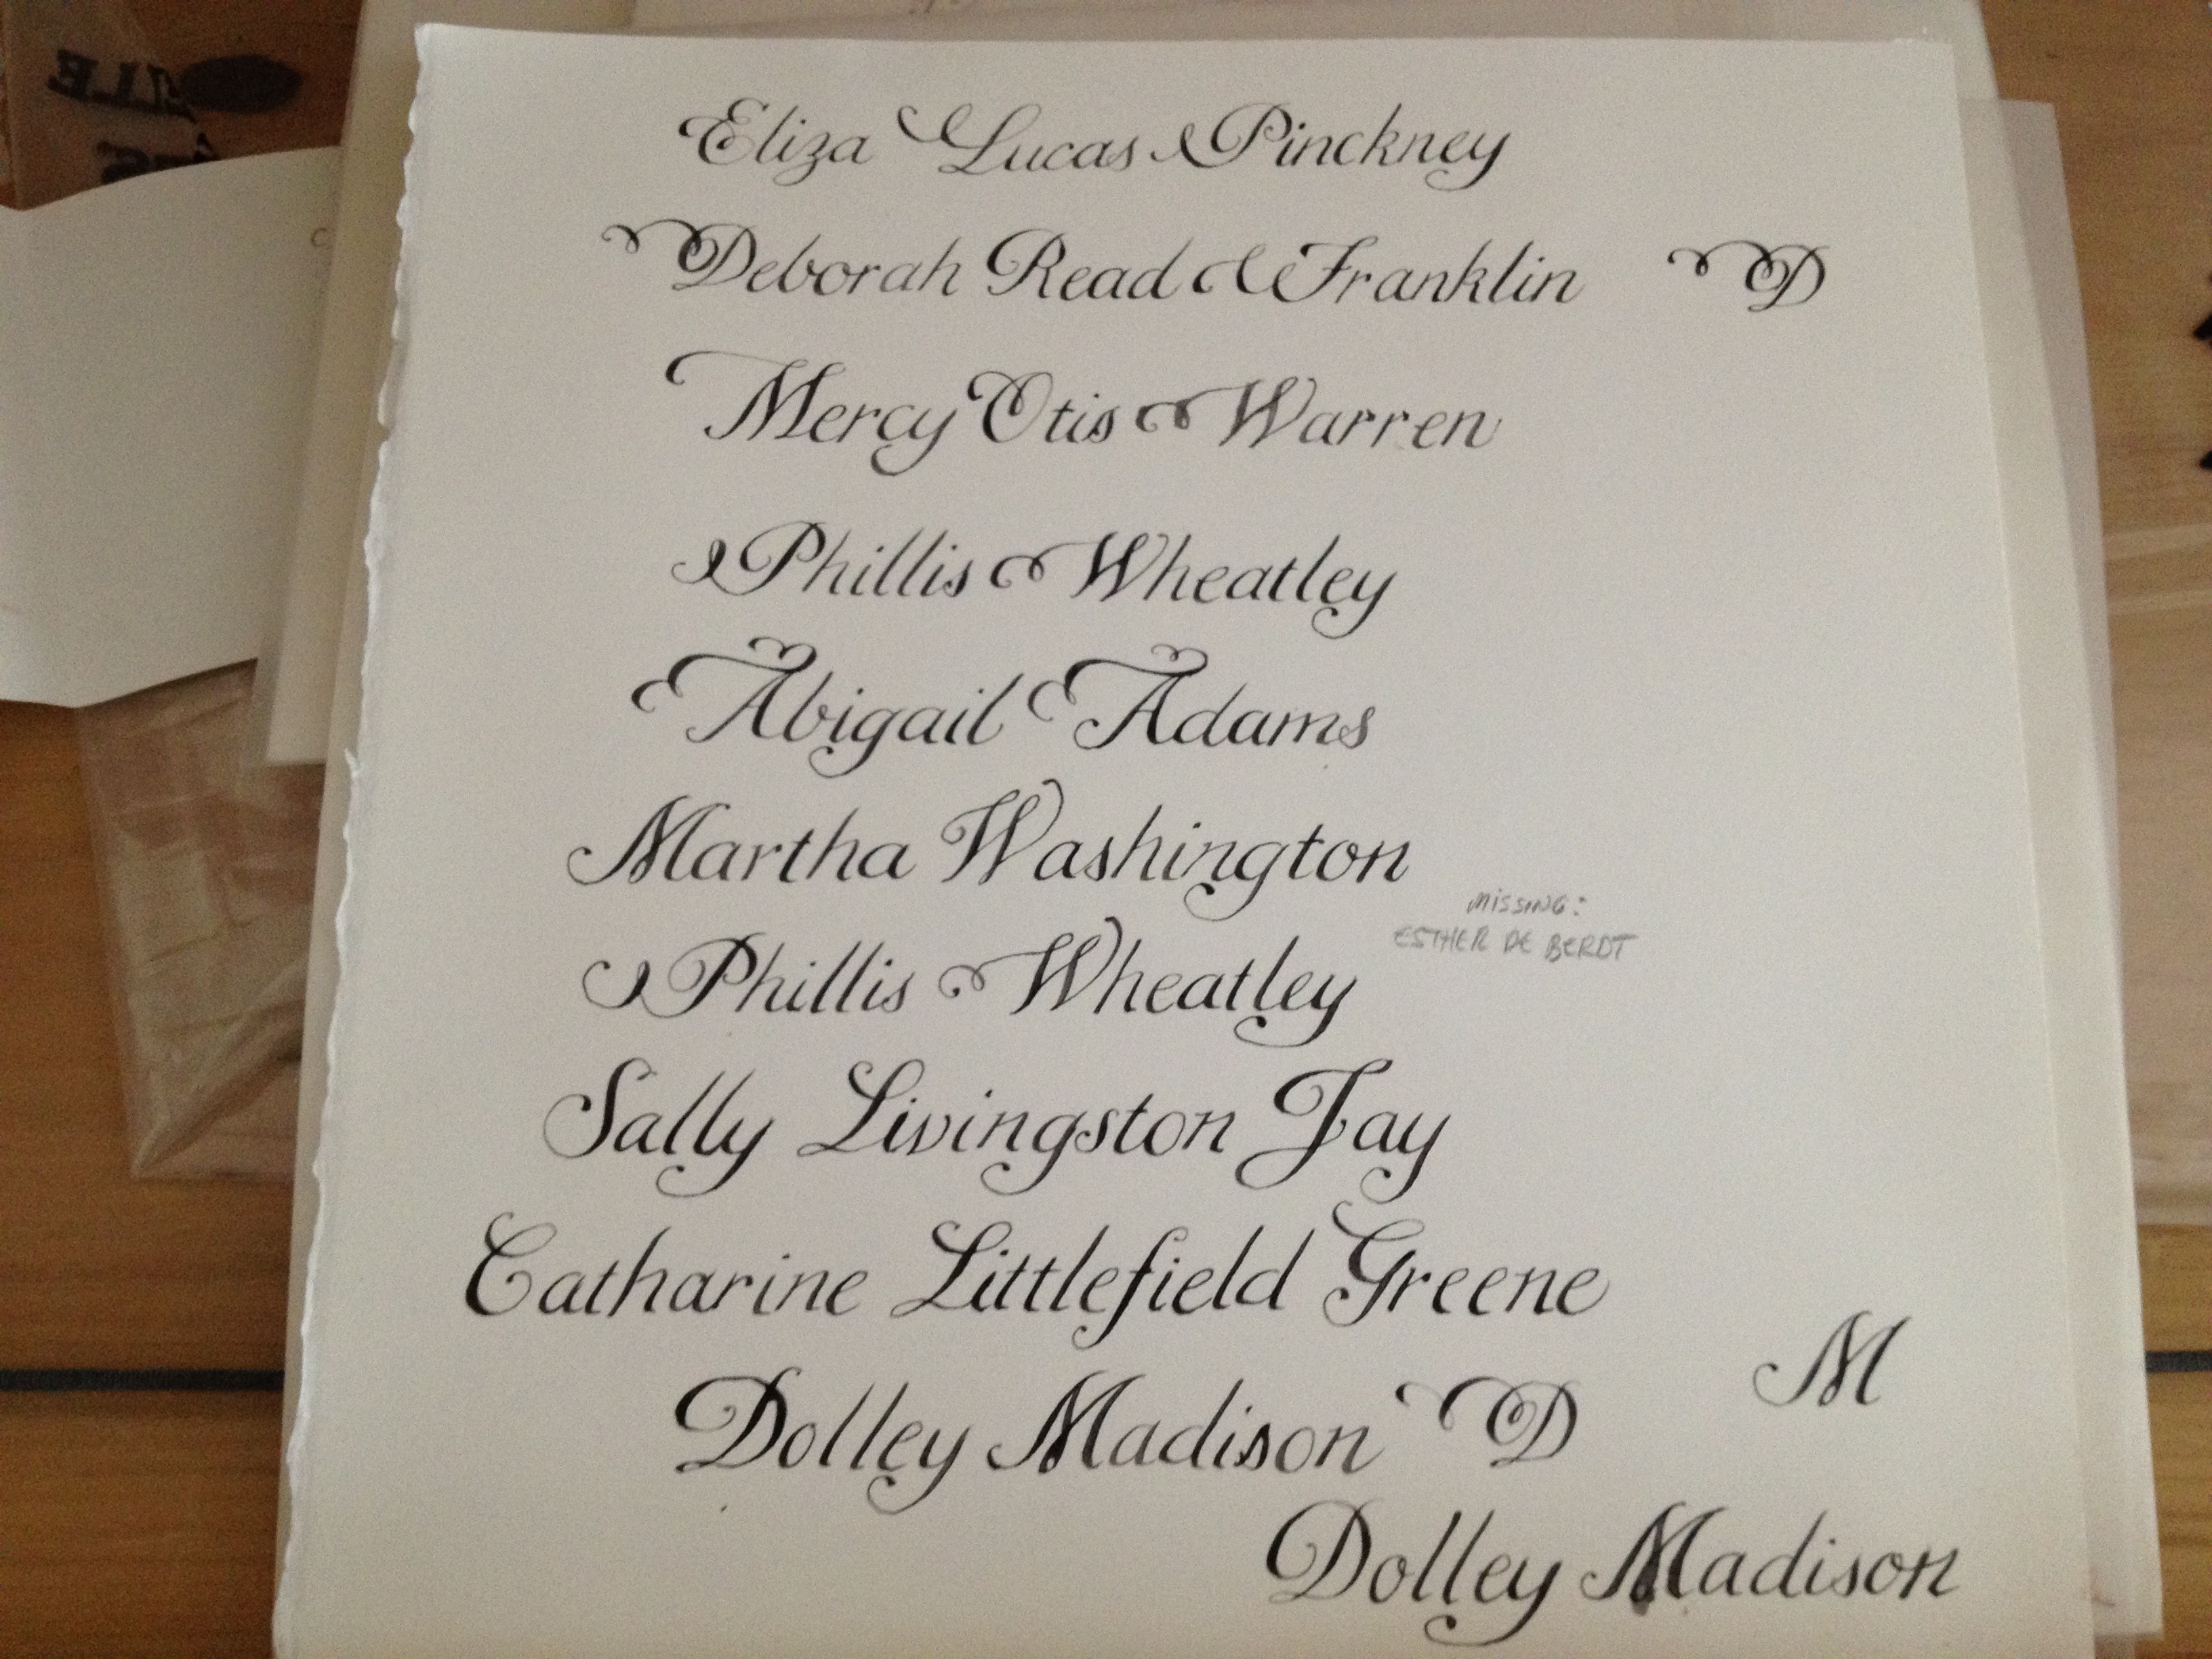 Eliza Lucas Pinckney
Deborah Read Franklin D
Mercy Otis Warren
Phillis Wheatley
Abigail Adams
Martha Washington
MISSING:
ESTHER DE BERDT
Phillis Wheatley
Sally Livingston Jay
Catharine Littlefield Greene
M
Dolley Madison D
Dolley Madison